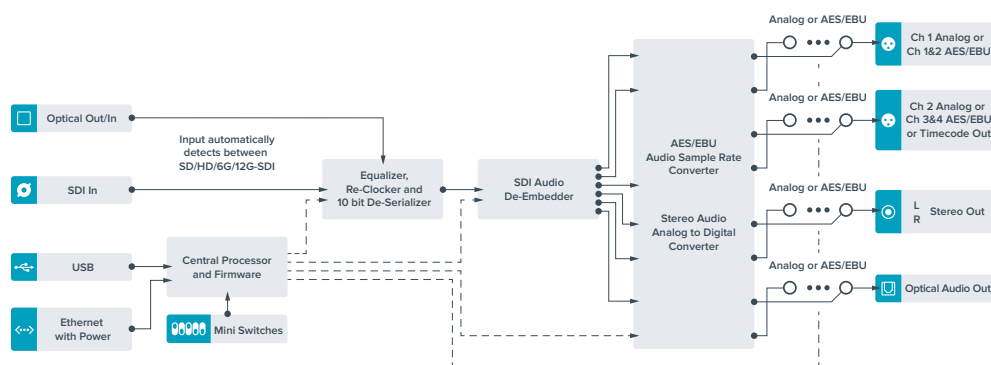 Analog or AES/EBU
Ch 1 Analog or
Ch 1&2 AES/EBU
Optical Out/In
Input automatically
detects between
SD/HD/6G/12G-SDI
Analog or AES/EBU
Ch 2 Analog or
Ch 3&4 AES/EBU
or Timecode Out
AES/EBU
Audio Sample Rate
Converter
SDI In
Equalizer,
Re-Clocker and
10 bit De-Serializer
SDI Audio
De-Embedder
Analog or AES/EBU
L
R
Stereo Out
Stereo Audio
Analog to Digital
Converter
USB
Central Processor
and Firmware
Analog or AES/EBU
Optical Audio Out
Ethernet
with Power
Mini Switches